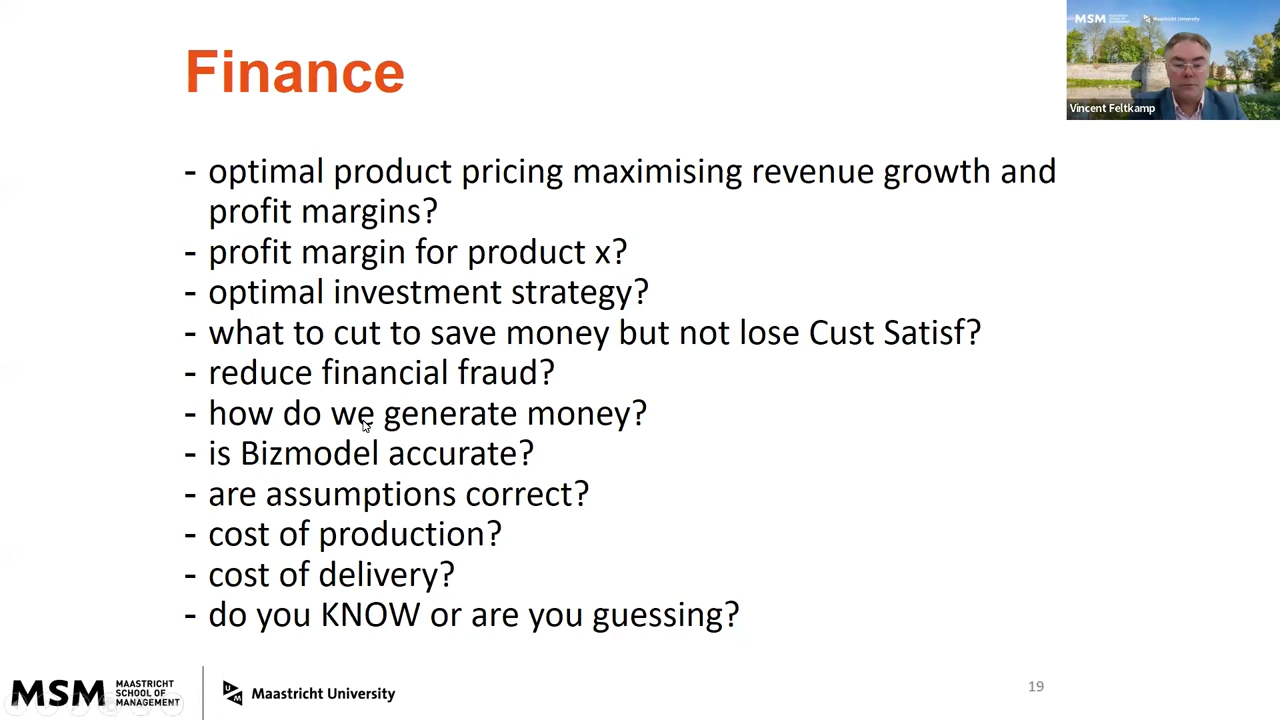 Finance
MSM Maastricht University
Vincent Feltkamp
- optimal product pricing maximising revenue growth and
profit margins?
- profit margin for product x?
- optimal investment strategy?
- what to cut to save money but not lose Cust Satisf?
- reduce financial fraud?
- how do we generate money?
- is Bizmodel accurate?
- are assumptions correct?
- cost of production?
- cost of delivery?
- do you KNOW or are you guessing?
MSM
MAASTRICHT
SCHOOL OF
MANAGEMENT
Maastricht University
19